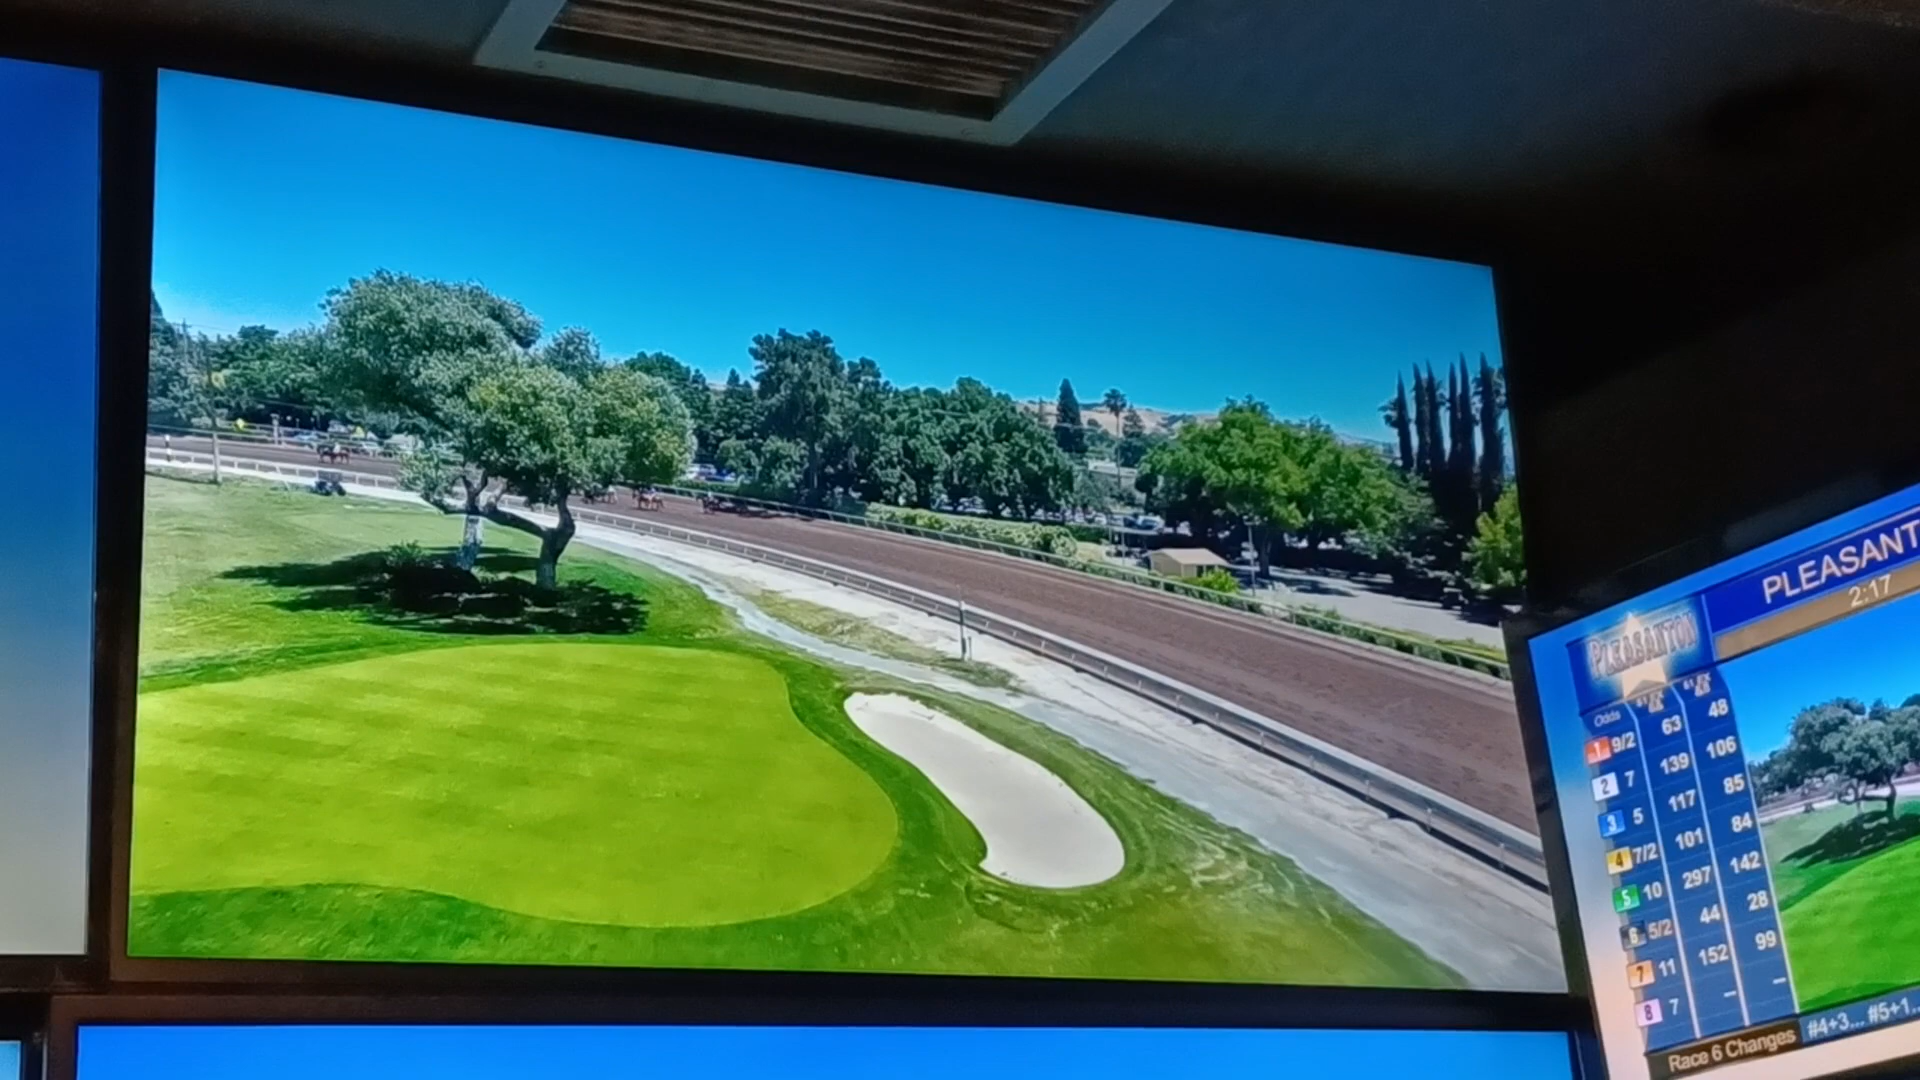 PLEASANT
2:17
PLEASANTON
Odds
1 9/2 63 48
2 7 139 106
3 5 117 85
4 7/2 101 84
5 10 297 142
6 5/2 44 28
7 11 152 99
8 7 – –
Race 6 Changes #4+3... #5+1...